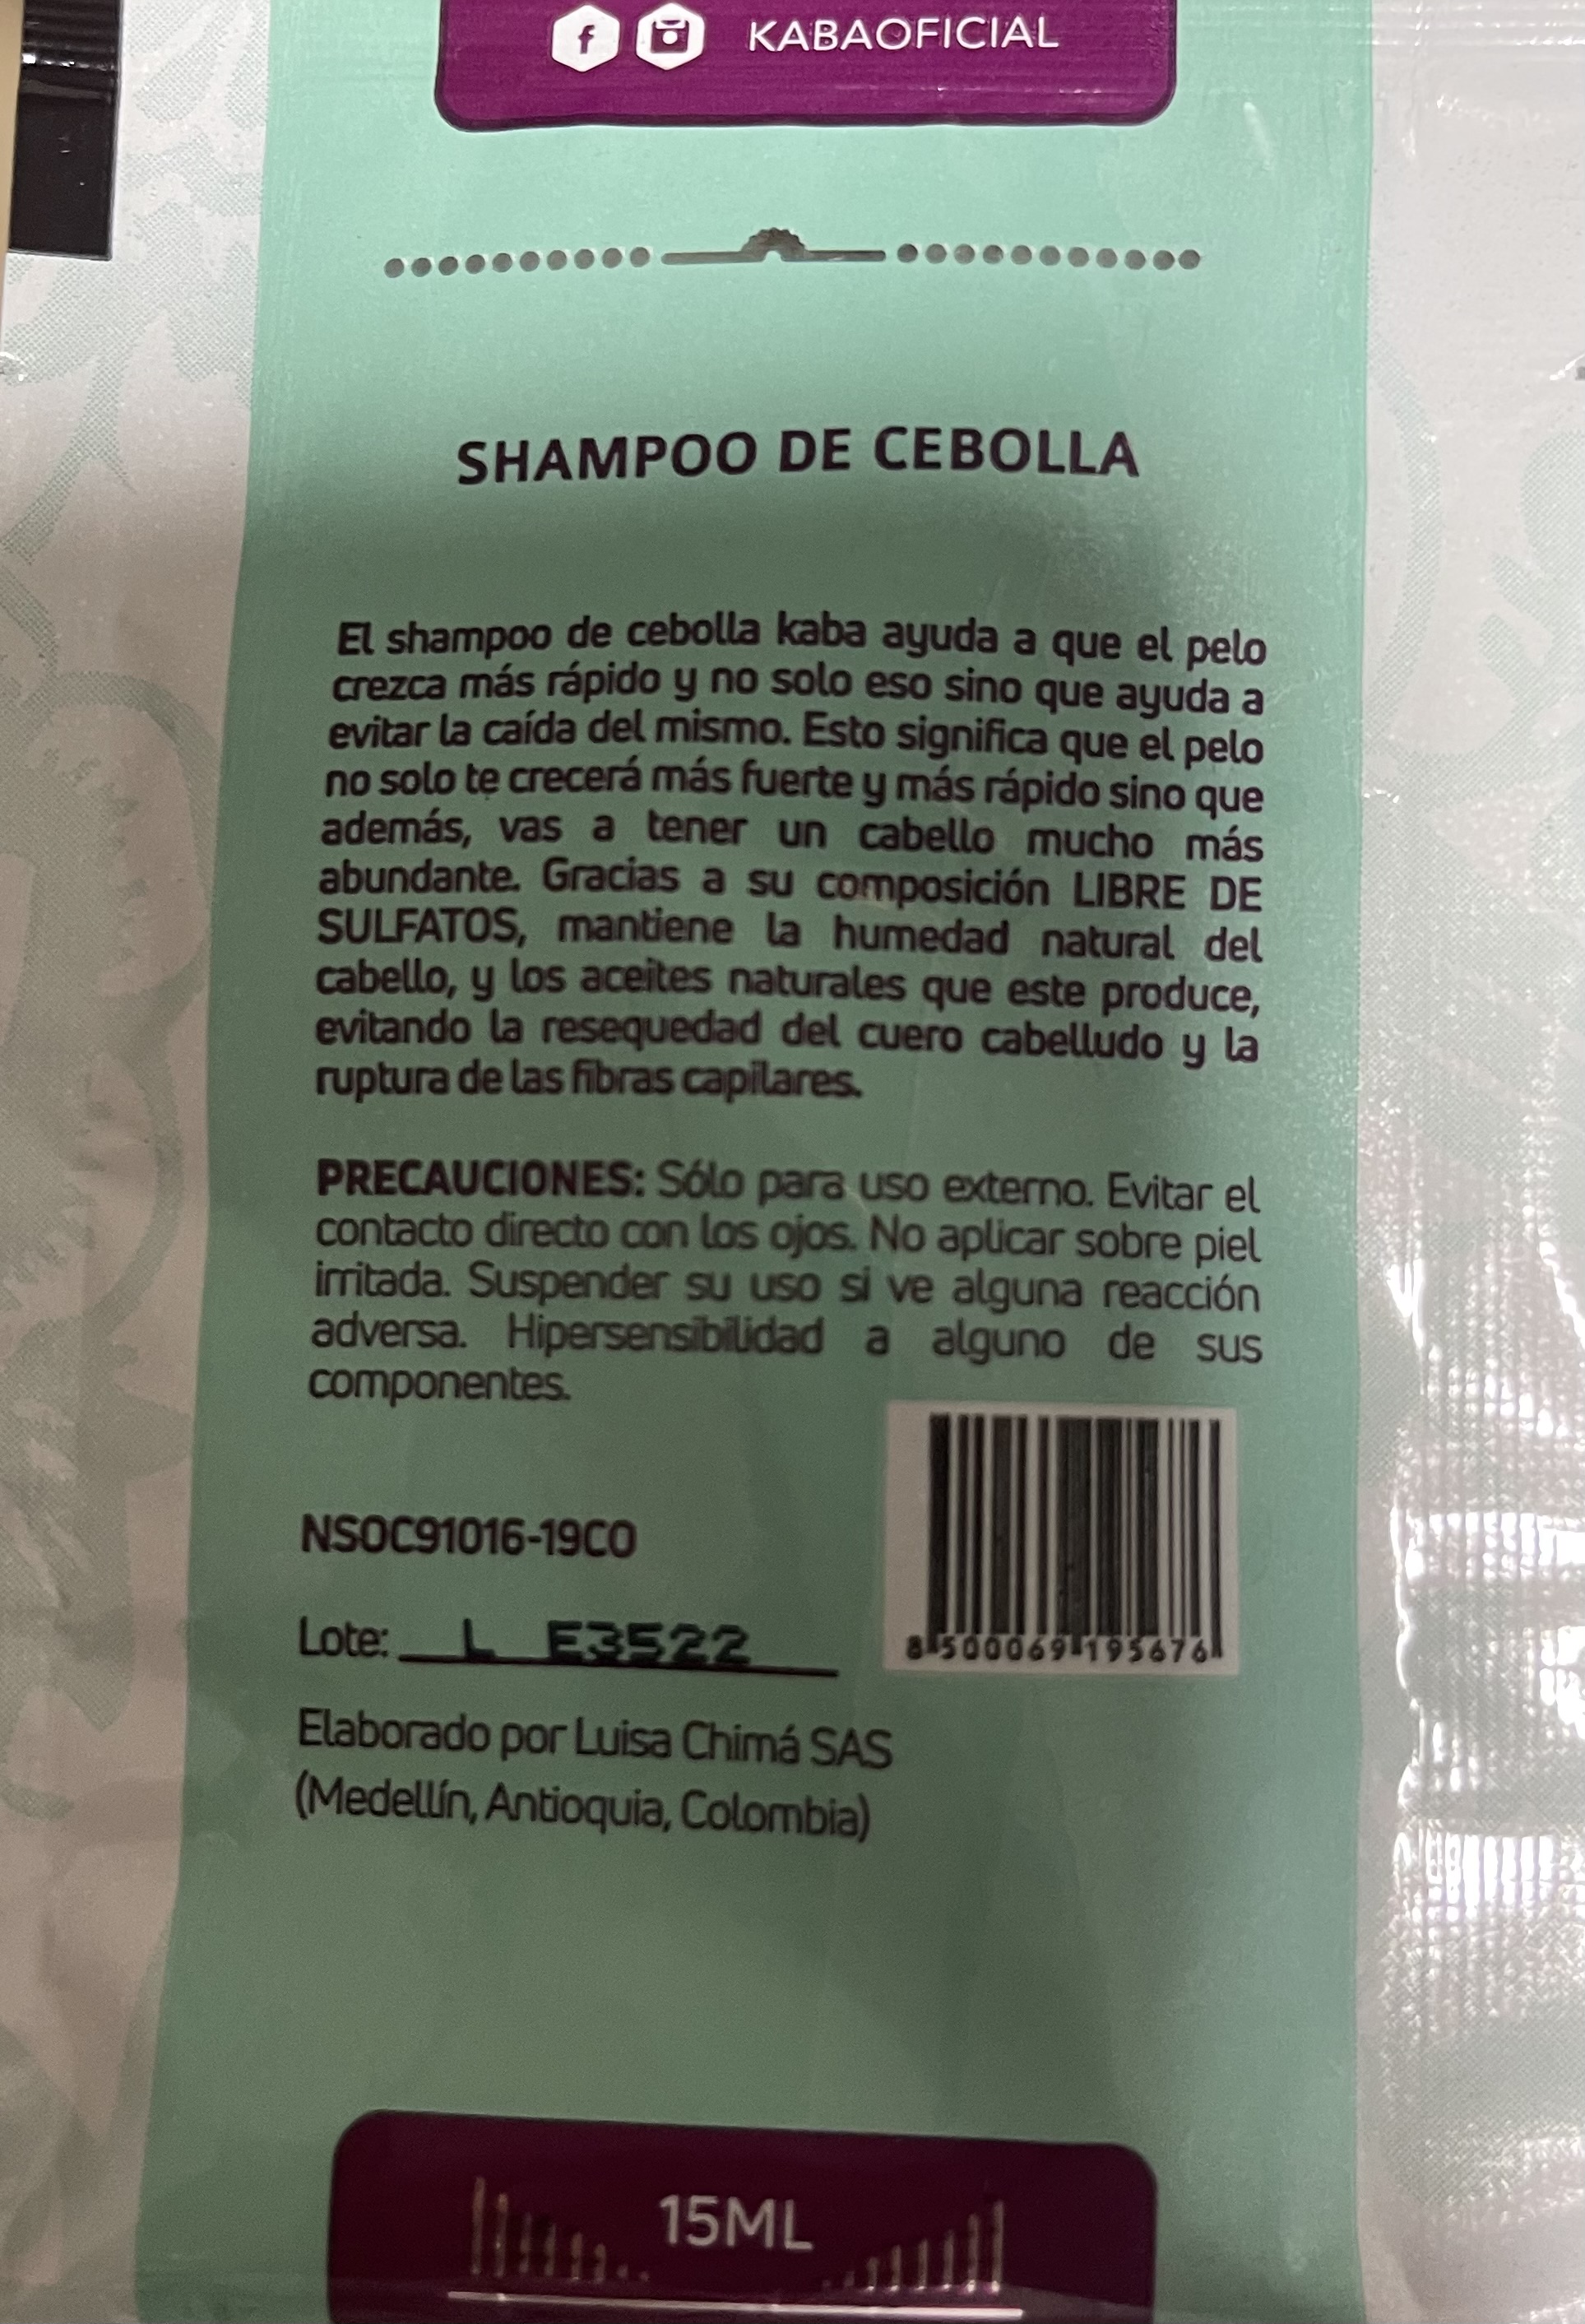 KABAOFICIAL
SHAMPOO DE CEBOLLA
El shampoo de cebolla kaba ayuda a que el pelo
crezca más rápido y no solo eso sino que ayuda a
evitar la caída del mismo. Esto significa que el pelo
no solo te crecerá más fuerte y más rápido sino que
además, vas a tener un cabello mucho más
abundante. Gracias a su composición LIBRE DE
SULFATOS, mantiene la humedad natural del
cabello, y los aceites naturales que este produce,
evitando la resequedad del cuero cabelludo y la
ruptura de las fibras capilares.
PRECAUCIONES: Sólo para uso externo. Evitar el
contacto directo con los ojos. No aplicar sobre piel
irritada. Suspender su uso si ve alguna reacción
adversa. Hipersensibilidad a alguno de sus
componentes.
NSOC91016-19CO
Lote: L E3522
8 500069 195676
Elaborado por Luisa Chimá SAS
(Medellín, Antioquia, Colombia)
15ML